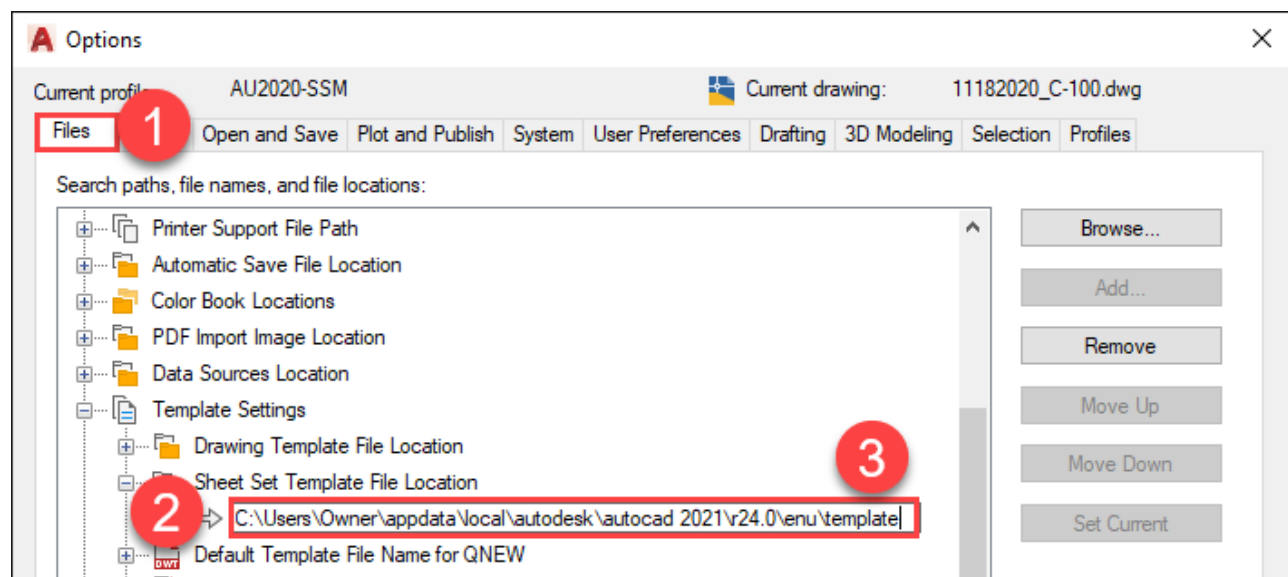 Options
Current profile: AU2020-SSM Current drawing: 11182020_C-100.dwg
Files 1 Open and Save Plot and Publish System User Preferences Drafting 3D Modeling Selection Profiles
Search paths, file names, and file locations:
Printer Support File Path Browse...
Automatic Save File Location
Color Book Locations Add...
PDF Import Image Location Remove
Data Sources Location
Template Settings Move Up
Drawing Template File Location 3
Sheet Set Template File Location Move Down
2 C:\Users\Owner\appdata\local\autodesk\autocad 2021\r24.0\enu\template Set Current
DWT Default Template File Name for QNEW